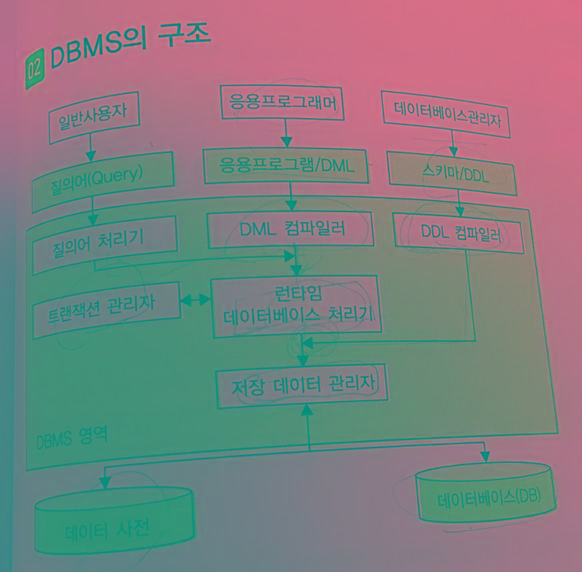 02 DBMS의 구조
일반사용자
응용프로그래머
데이터베이스관리자
질의어(Query)
응용프로그램/DML
스키마/DDL
질의어 처리기
DML 컴파일러
DDL 컴파일러
트랜잭션 관리자
런타임
데이터베이스 처리기
저장 데이터 관리자
DBMS 영역
데이터 사전
데이터베이스(DB)